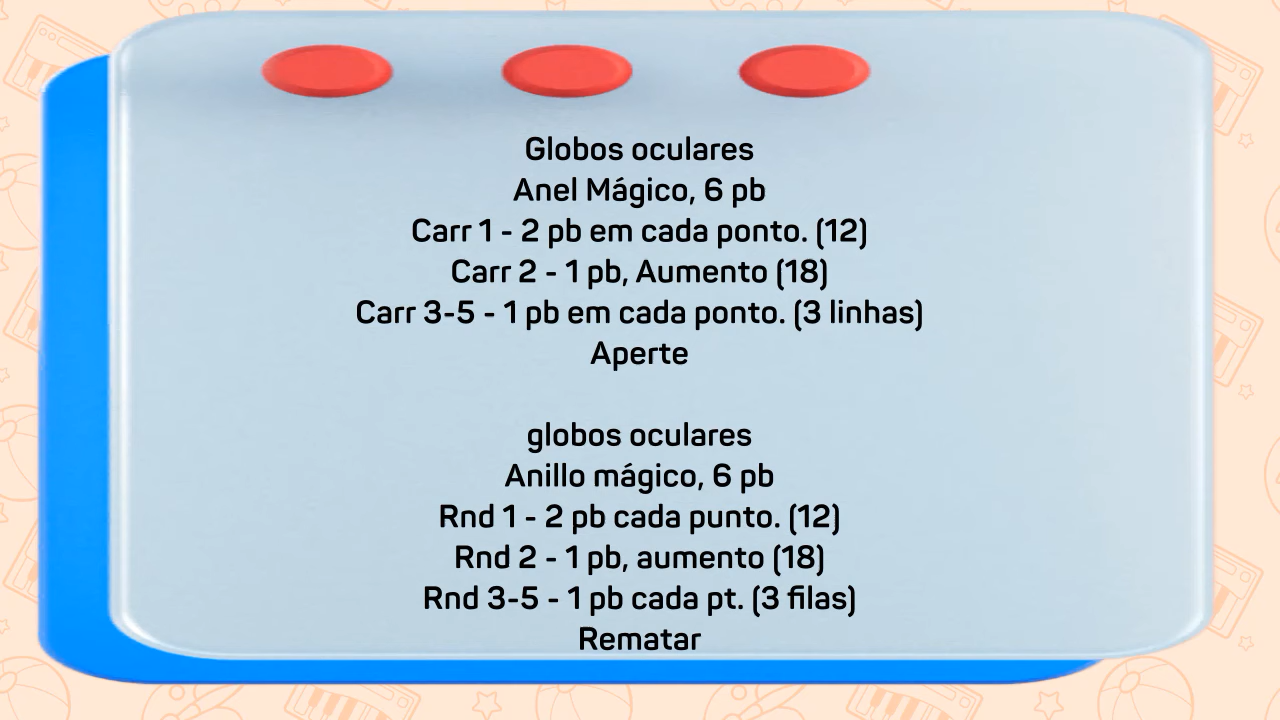 Globos oculares
Anel Mágico, 6 pb
Carr 1 - 2 pb em cada ponto. (12)
Carr 2 - 1 pb, Aumento (18)
Carr 3-5 - 1 pb em cada ponto. (3 linhas)
Aperte
globos oculares
Anillo mágico, 6 pb
Rnd 1 - 2 pb cada punto. (12)
Rnd 2 - 1 pb, aumento (18)
Rnd 3-5 - 1 pb cada pt. (3 filas)
Rematar